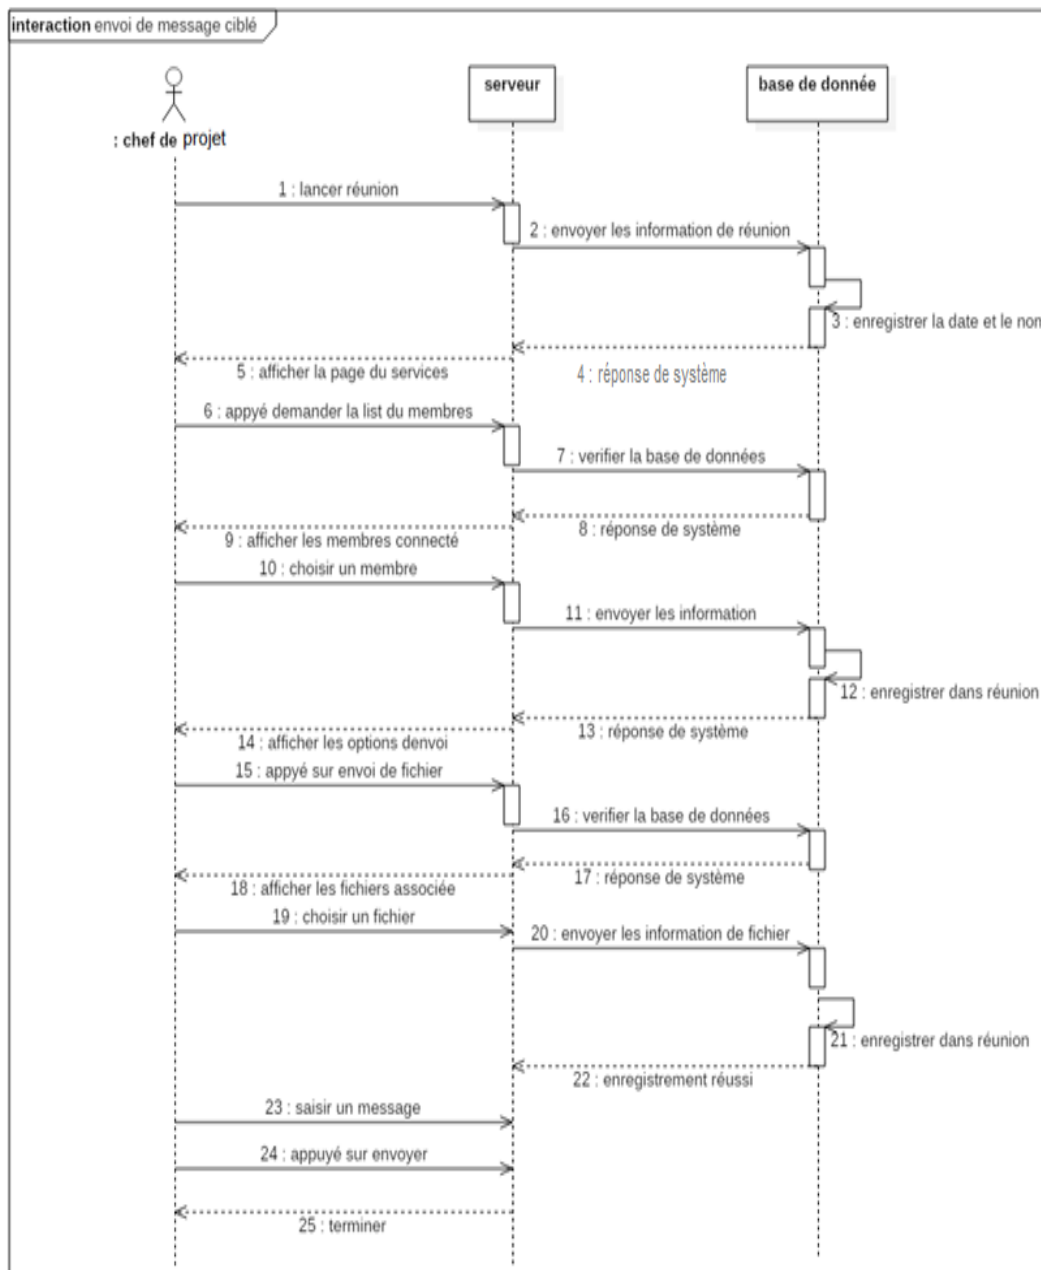 interaction envoi de message ciblé
serveur
base de donnée
: chef de projet
1 : lancer réunion
2 : envoyer les information de réunion
3 : enregistrer la date et le nom
4 : réponse de système
5 : afficher la page du services
6 : appyé demander la list du membres
7 : verifier la base de données
8 : réponse de système
9 : afficher les membres connecté
10 : choisir un membre
11 : envoyer les information
12 : enregistrer dans réunion
13 : réponse de système
14 : afficher les options denvoi
15 : appyé sur envoi de fichier
16 : verifier la base de données
17 : réponse de système
18 : afficher les fichiers associée
19 : choisir un fichier
20 : envoyer les information de fichier
21 : enregistrer dans réunion
22 : enregistrement réussi
23 : saisir un message
24 : appuyé sur envoyer
25 : terminer